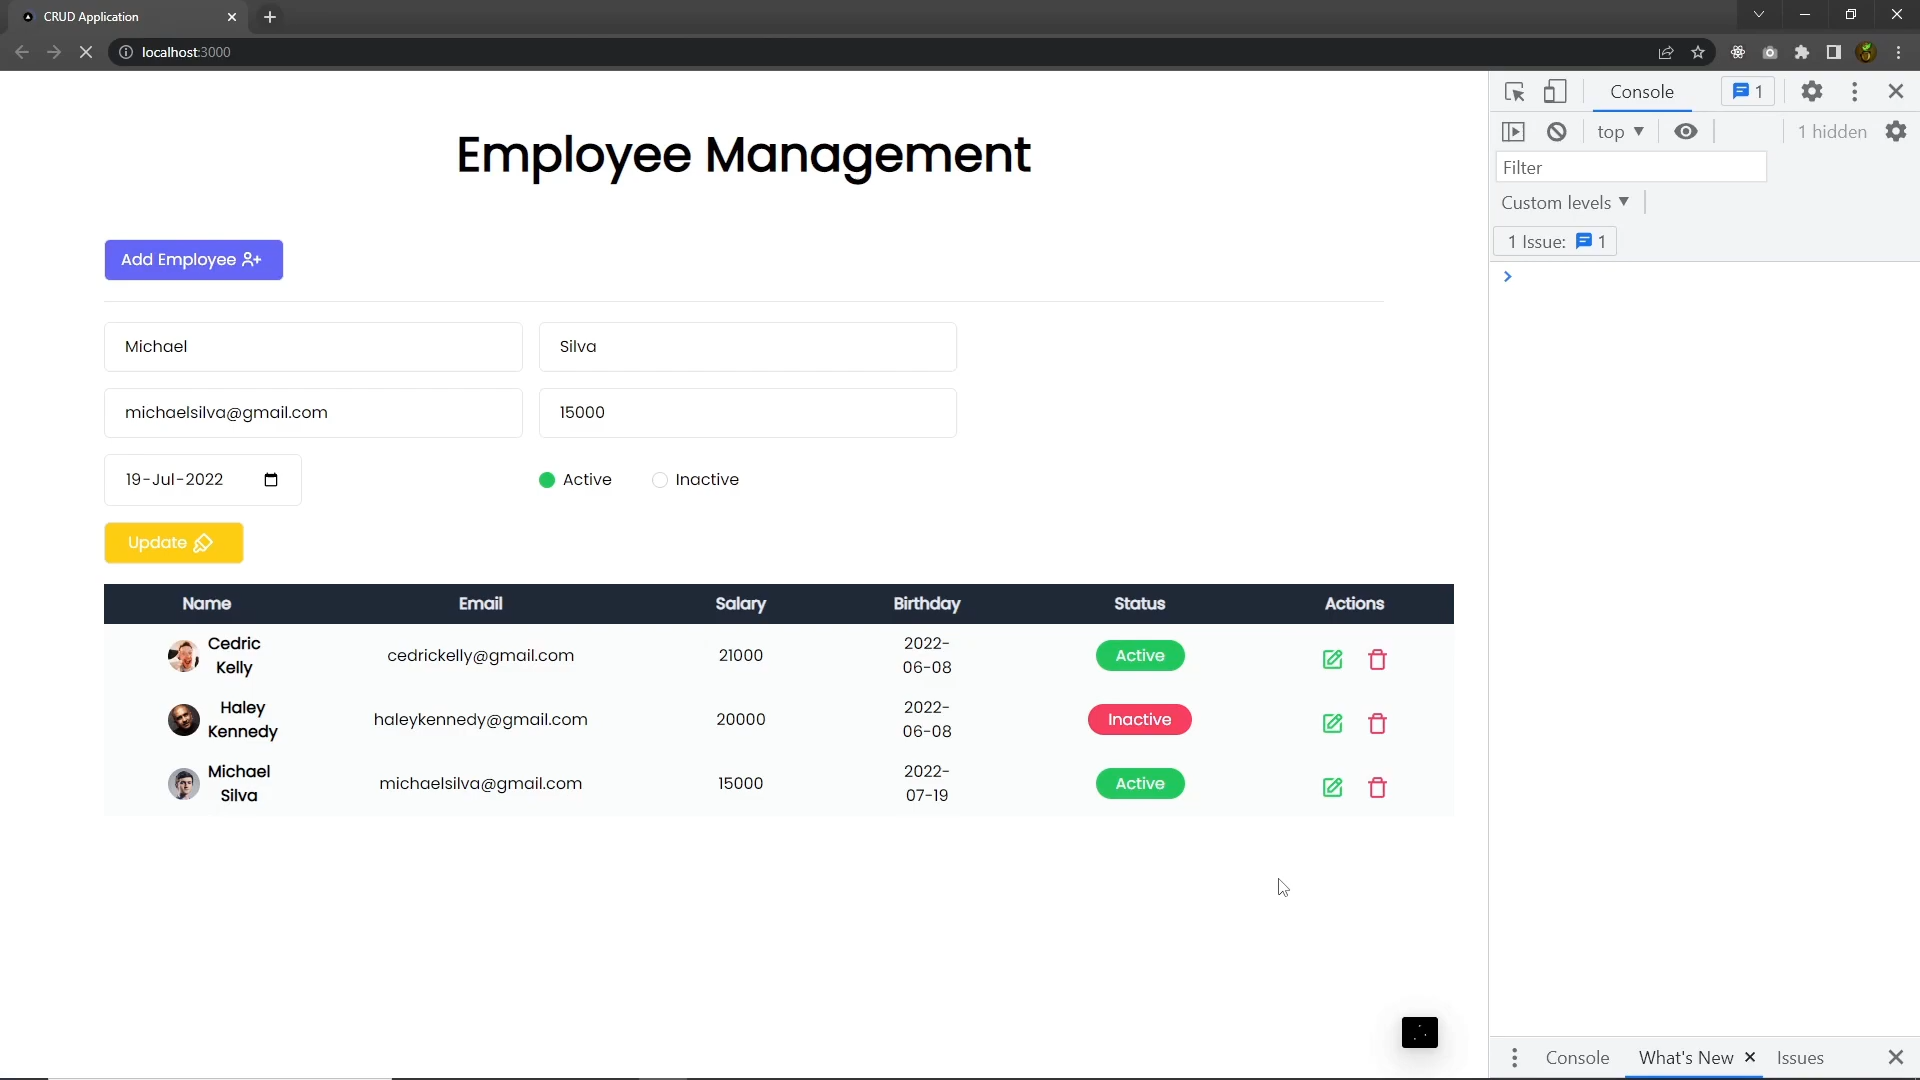 CRUD Application
localhost:3000
Console
1
top
1 hidden
Filter
Custom levels
1 Issue: 1
Employee Management
Add Employee
Michael
Silva
michaelsilva@gmail.com
15000
19-Jul-2022
Active
Inactive
Update
Name Email Salary Birthday Status Actions
Cedric
Kelly
cedrickelly@gmail.com
21000
2022-
06-08
Active
Haley
Kennedy
haleykennedy@gmail.com
20000
2022-
06-08
Inactive
Michael
Silva
michaelsilva@gmail.com
15000
2022-
07-19
Active
Console
What's New
Issues